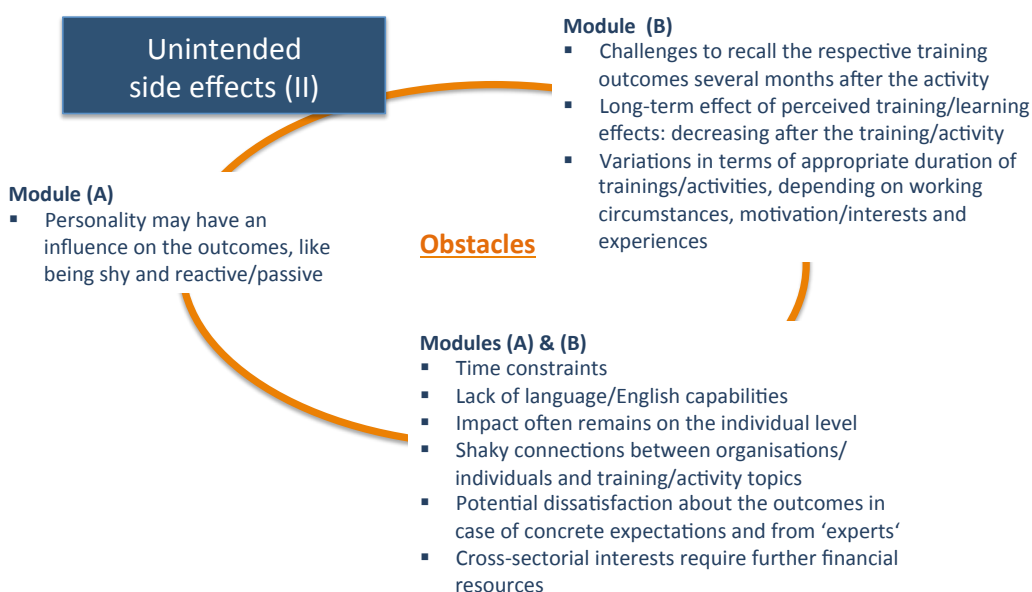 Unintended
side effects (II)
Module (B)
▪ Challenges to recall the respective training
outcomes several months after the activity
▪ Long-term effect of perceived training/learning
effects: decreasing after the training/activity
▪ Variations in terms of appropriate duration of
trainings/activities, depending on working
circumstances, motivation/interests and
experiences
Module (A)
▪ Personality may have an
influence on the outcomes, like
being shy and reactive/passive
Obstacles
Modules (A) & (B)
▪ Time constraints
▪ Lack of language/English capabilities
▪ Impact often remains on the individual level
▪ Shaky connections between organisations/
individuals and training/activity topics
▪ Potential dissatisfaction about the outcomes in
case of concrete expectations and from ‘experts‘
▪ Cross-sectorial interests require further financial
resources